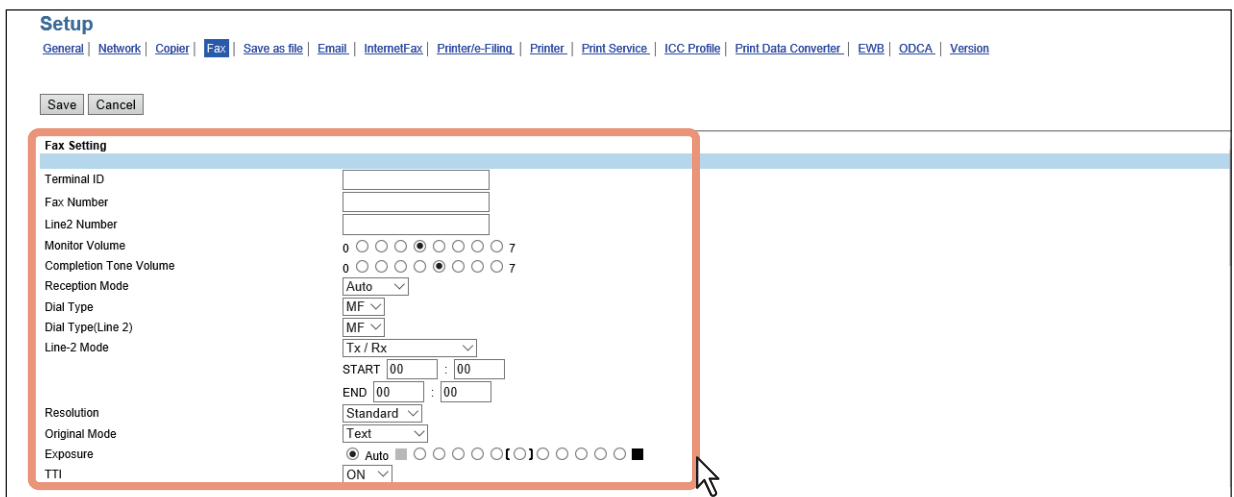 Setup
General | Network | Copier | Fax | Save as file | Email | InternetFax | Printer/e-Filing | Printer | Print Service | ICC Profile | Print Data Converter | EWB | ODCA | Version
Save Cancel
Fax Setting
Terminal ID
Fax Number
Line2 Number
Monitor Volume 0 7
Completion Tone Volume 0 7
Reception Mode Auto
Dial Type MF
Dial Type(Line 2) MF
Line-2 Mode Tx / Rx
START 00 : 00
END 00 : 00
Resolution Standard
Original Mode Text
Exposure Auto [ ]
TTI ON